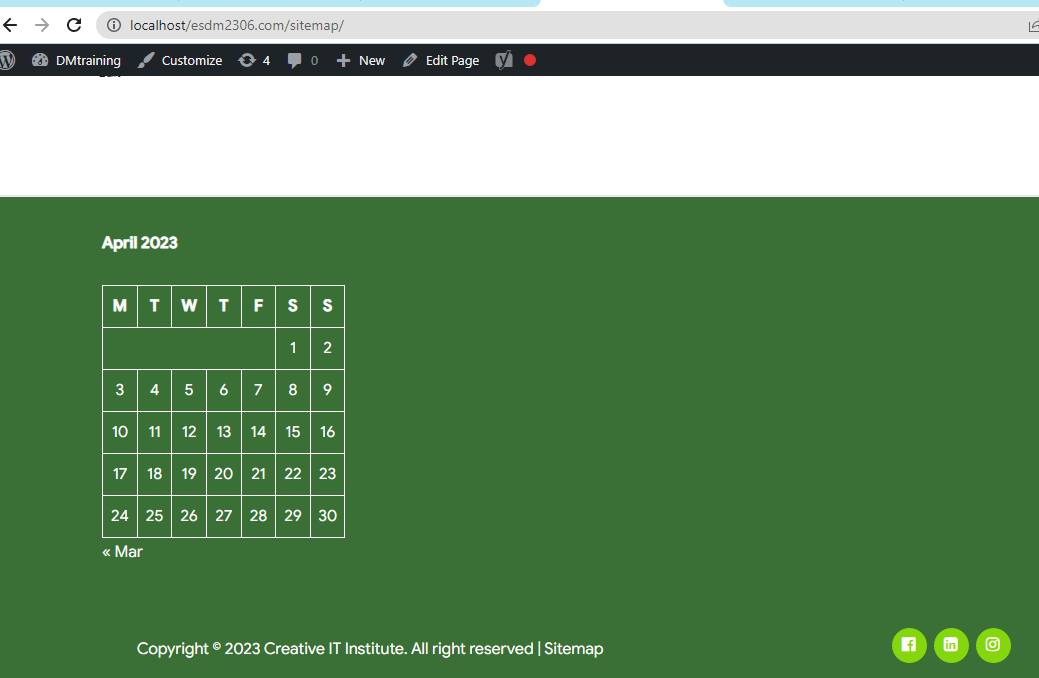 localhost/esdm2306.com/sitemap/
DMtraining Customize 4 0 New Edit Page
April 2023
M T W T F S S
1 2
3 4 5 6 7 8 9
10 11 12 13 14 15 16
17 18 19 20 21 22 23
24 25 26 27 28 29 30
« Mar
Copyright © 2023 Creative IT Institute. All right reserved | Sitemap